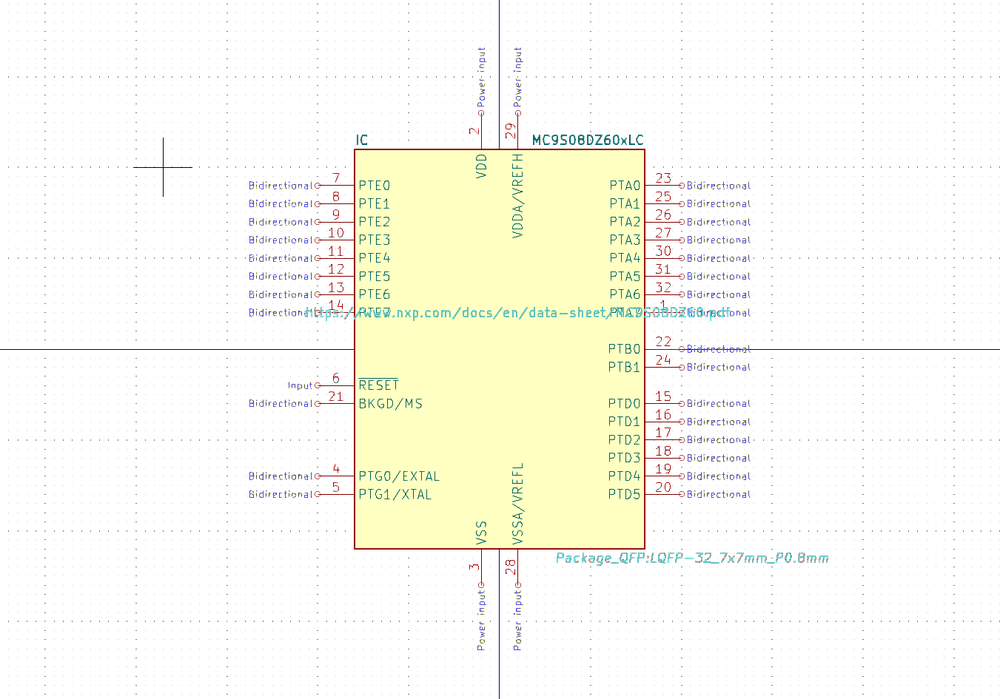 Power input Power input
2 29
IC MC9S08DZ60xLC
VDD VDDA/VREFH
Bidirectional 7 PTE0 PTA0 23 Bidirectional
Bidirectional 8 PTE1 PTA1 25 Bidirectional
Bidirectional 9 PTE2 PTA2 26 Bidirectional
Bidirectional 10 PTE3 PTA3 27 Bidirectional
Bidirectional 11 PTE4 PTA4 30 Bidirectional
Bidirectional 12 PTE5 PTA5 31 Bidirectional
Bidirectional 13 PTE6 PTA6 32 Bidirectional
Bidirectional 14 PTE7 PTA7 1 Bidirectional
https://www.nxp.com/docs/en/data-sheet/MC9S08DZ60.pdf
PTB0 22 Bidirectional
PTB1 24 Bidirectional
Input 6 RESET
Bidirectional 21 BKGD/MS PTD0 15 Bidirectional
PTD1 16 Bidirectional
PTD2 17 Bidirectional
PTD3 18 Bidirectional
Bidirectional 4 PTG0/EXTAL PTD4 19 Bidirectional
Bidirectional 5 PTG1/XTAL PTD5 20 Bidirectional
VSS VSSA/VREFL
Package_QFP:LQFP-32_7x7mm_P0.8mm
3 28
Power input Power input